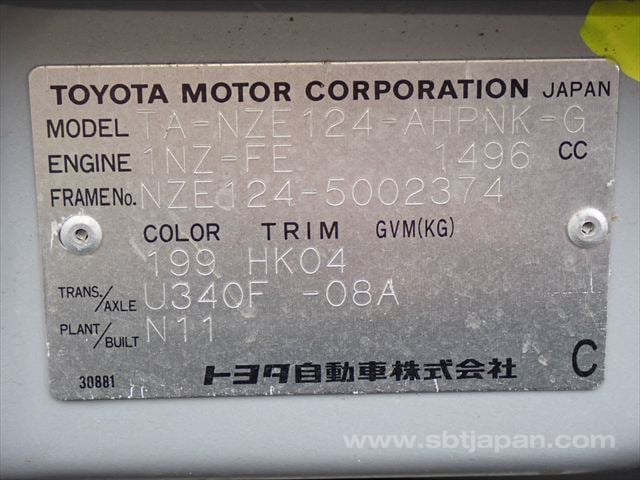 TOYOTA MOTOR CORPORATION JAPAN
MODEL TA-NZE124-AHPNK-G
ENGINE 1NZ-FE 1496 CC
FRAME No. NZE124-5002374
COLOR TRIM GVM(KG)
199 HK04
TRANS./AXLE U340F -08A
PLANT/BUILT N11
30881 トヨタ自動車株式会社 C
www.sbtjapan.com